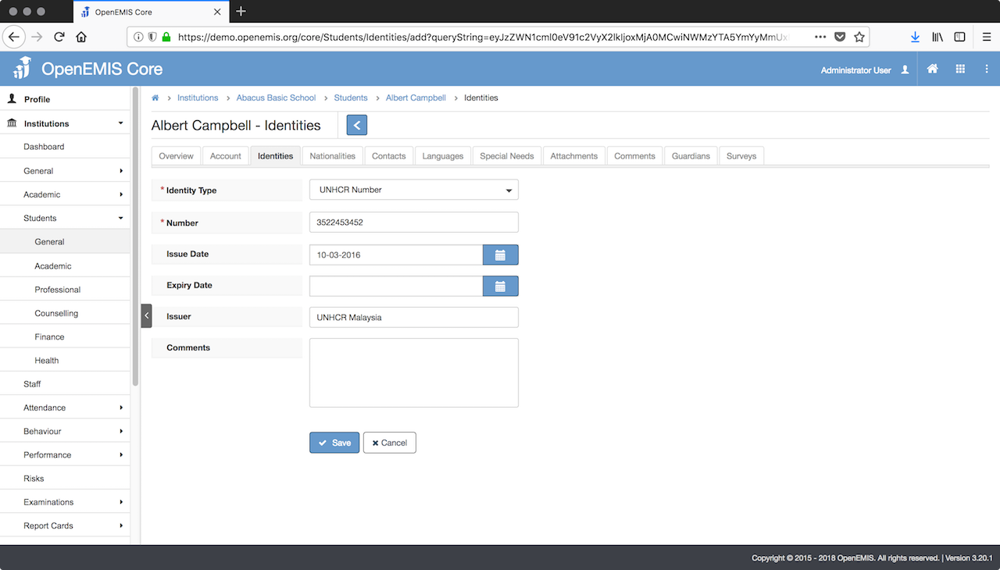 OpenEMIS Core
https://demo.openemis.org/core/Students/Identities/add?queryString=
OpenEMIS Core
Administrator User
Profile
Institutions
Dashboard
General
Academic
Students
General
Academic
Professional
Counselling
Finance
Health
Staff
Attendance
Behaviour
Performance
Risks
Examinations
Report Cards
Institutions > Abacus Basic School > Students > Albert Campbell > Identities
Albert Campbell - Identities
Overview Account Identities Nationalities Contacts Languages Special Needs Attachments Comments Guardians Surveys
* Identity Type UNHCR Number
* Number 3522453452
Issue Date 10-03-2016
Expiry Date
Issuer UNHCR Malaysia
Comments
Save Cancel
Copyright © 2015 - 2018 OpenEMIS. All rights reserved. | Version 3.20.1